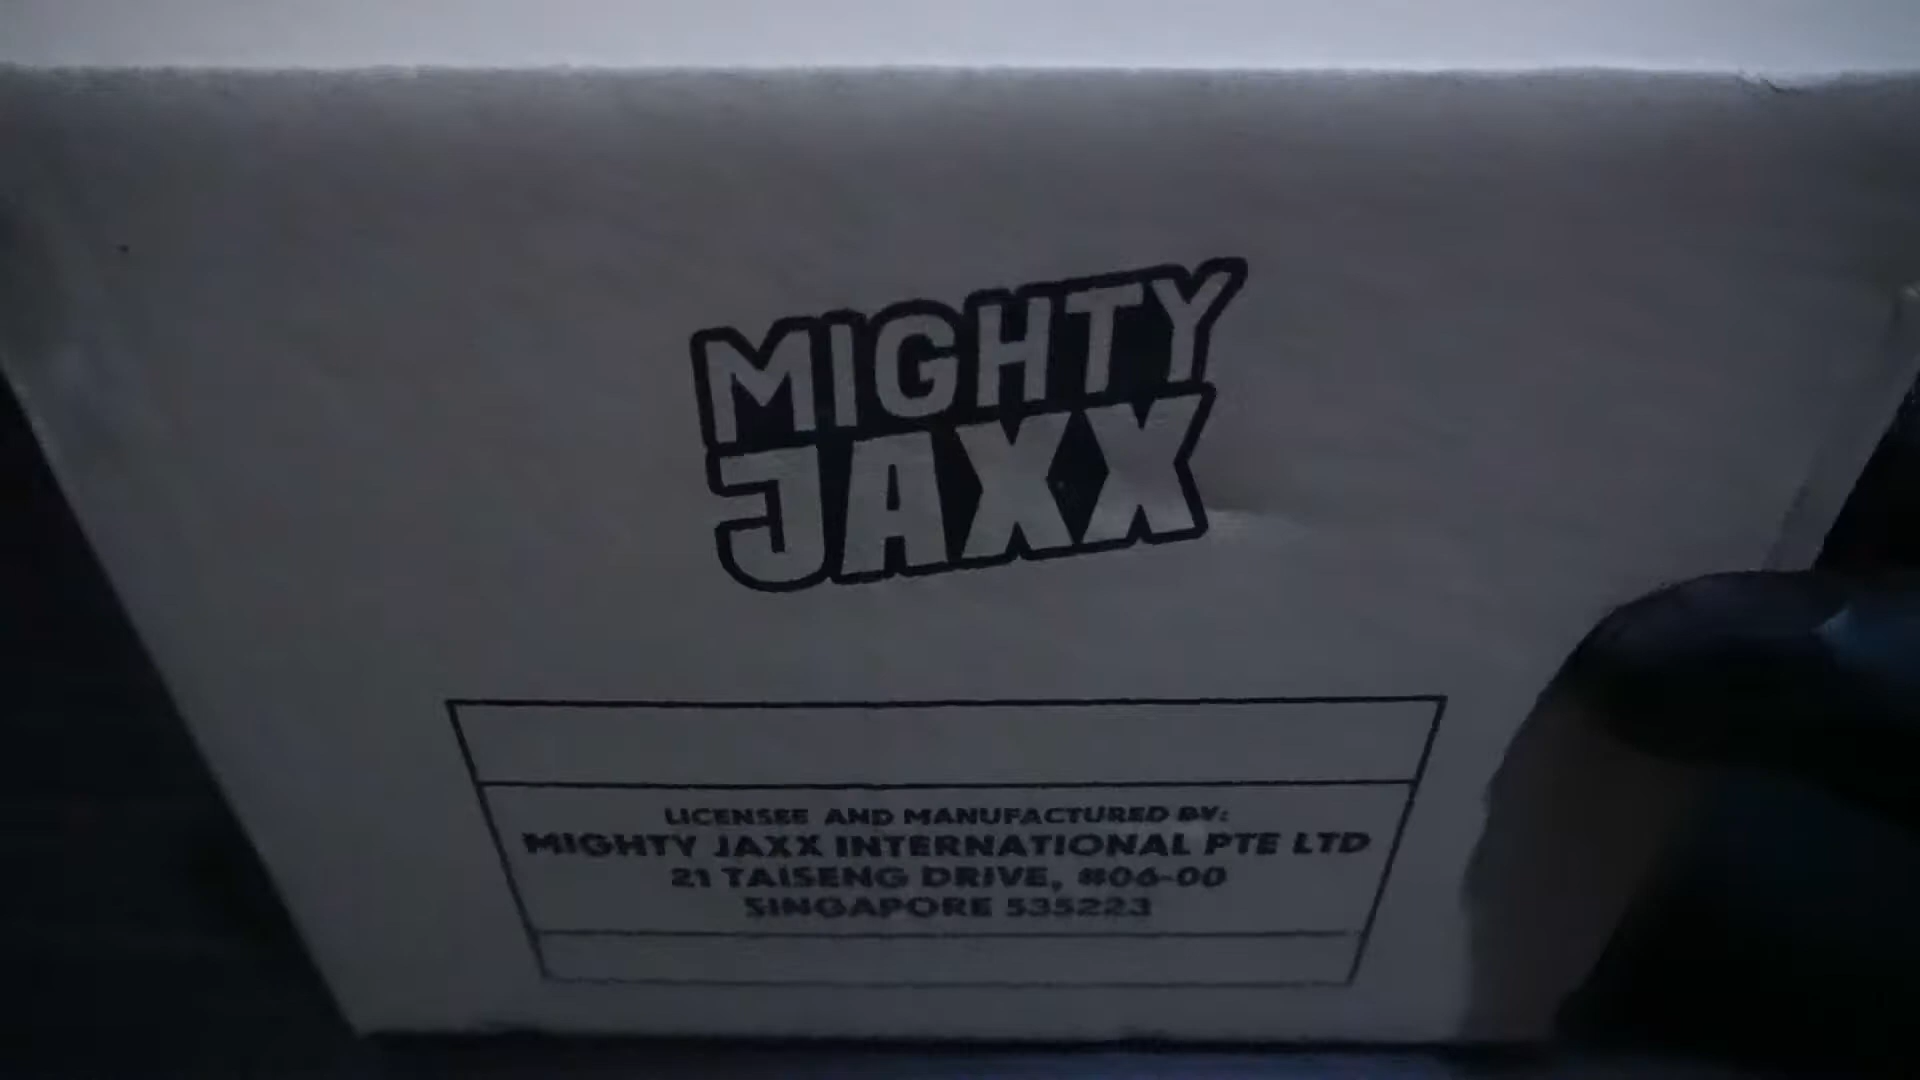 MIGHTY
JAXX
LICENSEE AND MANUFACTURED BY:
MIGHTY JAXX INTERNATIONAL PTE LTD
21 TAISENG DRIVE, #06-00
SINGAPORE 535223